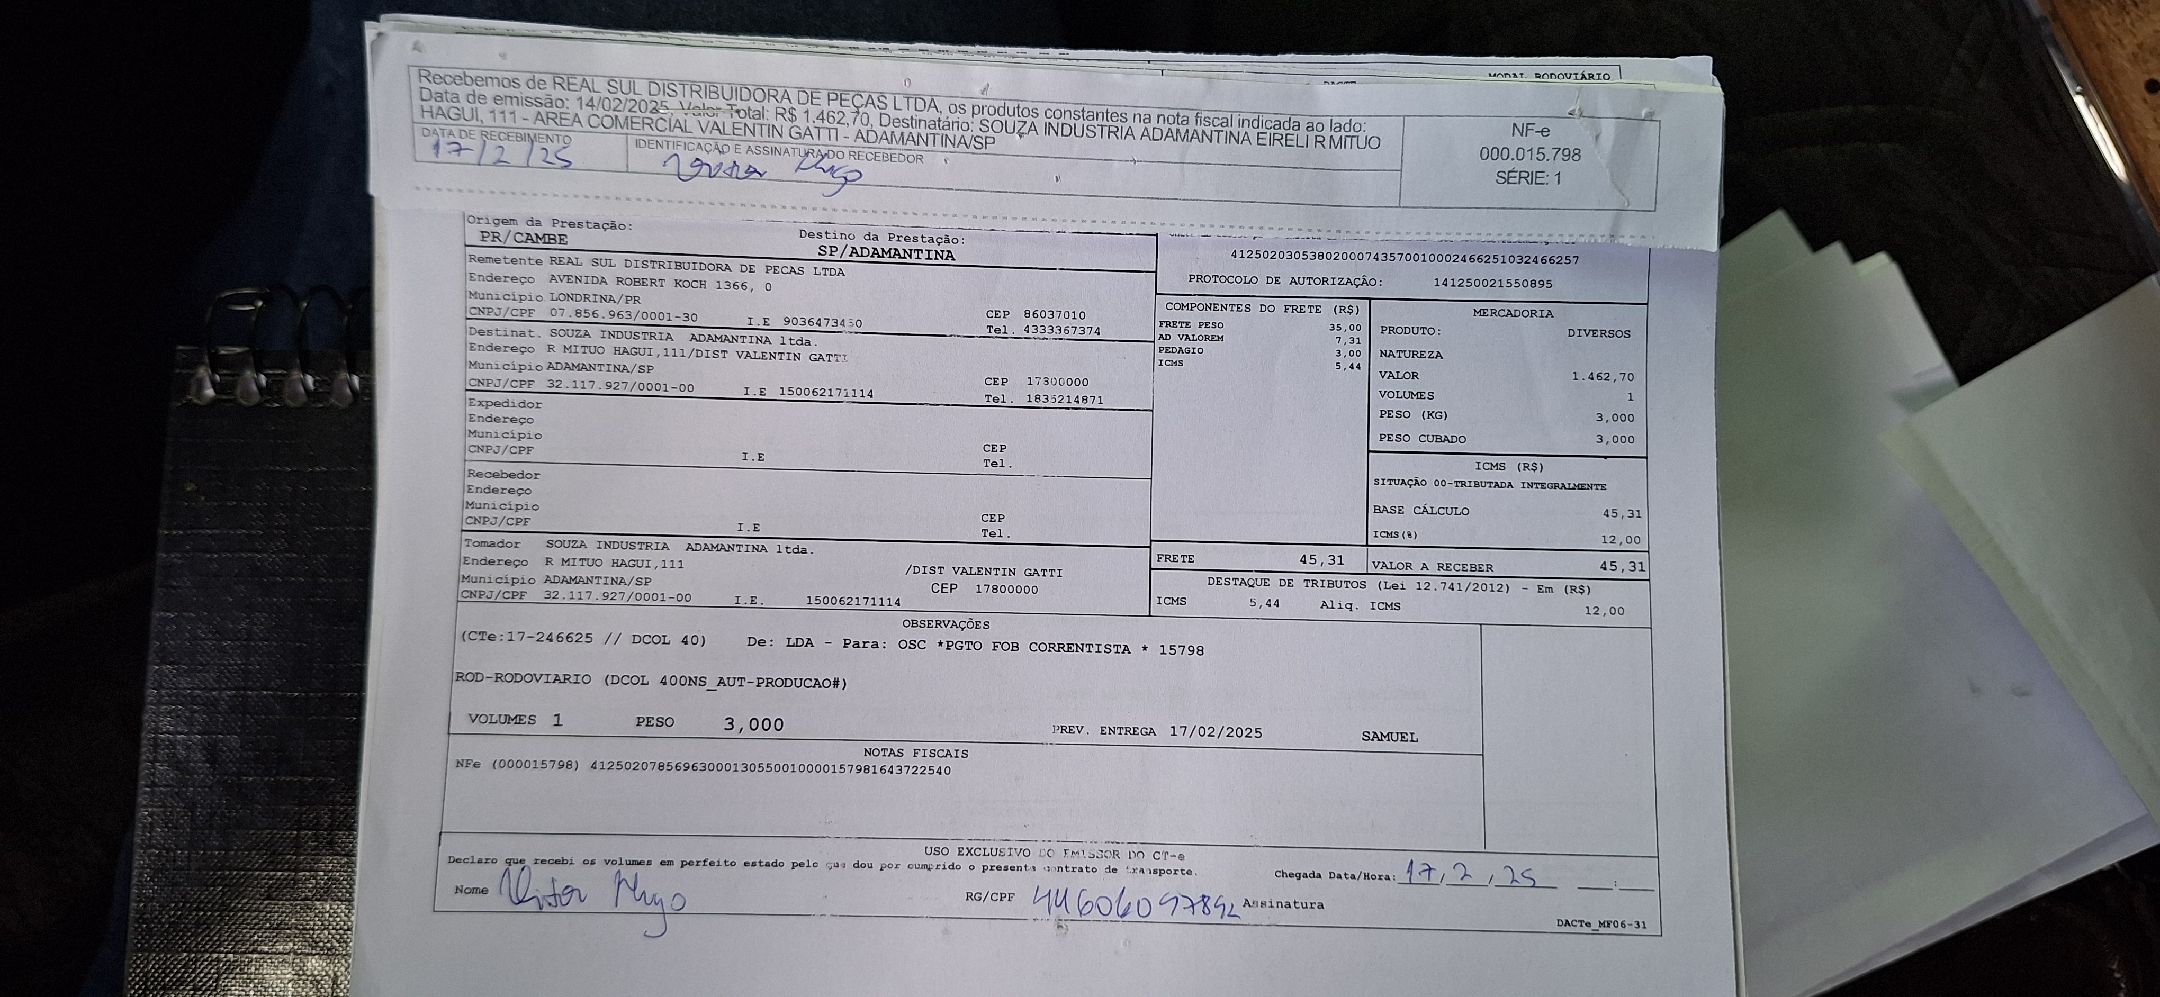 MODAL RODOVIÁRIO
Recebemos de REAL SUL DISTRIBUIDORA DE PEÇAS LTDA, os produtos constantes na nota fiscal indicada ao lado:
Data de emissão: 14/02/2025 Valor Total: R$ 1.462,70, Destinatário: SOUZA INDUSTRIA ADAMANTINA EIRELI R MITUO
HAGUI, 111 - AREA COMERCIAL VALENTIN GATTI - ADAMANTINA/SP
NF-e
000.015.798
SÉRIE: 1
DATA DE RECEBIMENTO
17/2/25
IDENTIFICAÇÃO E ASSINATURA DO RECEBEDOR
Hugo
Origem da Prestação:
PR/CAMBE
Destino da Prestação:
SP/ADAMANTINA
41250203053802000743570010002466251032466257
PROTOCOLO DE AUTORIZAÇÃO: 141250021550895
Remetente REAL SUL DISTRIBUIDORA DE PECAS LTDA
Endereço AVENIDA ROBERT KOCH 1366, 0
Município LONDRINA/PR CEP 86037010
CNPJ/CPF 07.856.963/0001-30 I.E 9036473450 Tel. 4333367374
Destinat. SOUZA INDUSTRIA ADAMANTINA ltda.
Endereço R MITUO HAGUI,111/DIST VALENTIN GATTI
Município ADAMANTINA/SP CEP 17800000
CNPJ/CPF 32.117.927/0001-00 I.E 150062171114 Tel. 1835214871
Expedidor
Endereço
Município CEP
CNPJ/CPF I.E Tel.
Recebedor
Endereço
Município CEP
CNPJ/CPF I.E Tel.
Tomador SOUZA INDUSTRIA ADAMANTINA ltda.
Endereço R MITUO HAGUI,111 /DIST VALENTIN GATTI
Município ADAMANTINA/SP CEP 17800000
CNPJ/CPF 32.117.927/0001-00 I.E. 150062171114
COMPONENTES DO FRETE (R$)
FRETE PESO 35,00
AD VALOREM 7,31
PEDAGIO 3,00
ICMS 5,44
MERCADORIA
PRODUTO: DIVERSOS
NATUREZA
VALOR 1.462,70
VOLUMES 1
PESO (KG) 3,000
PESO CUBADO 3,000
ICMS (R$)
SITUAÇÃO 00-TRIBUTADA INTEGRALMENTE
BASE CÁLCULO 45,31
ICMS(%) 12,00
FRETE 45,31
VALOR A RECEBER 45,31
DESTAQUE DE TRIBUTOS (Lei 12.741/2012) - Em (R$)
ICMS 5,44 Aliq. ICMS 12,00
OBSERVAÇÕES
(CTe:17-246625 // DCOL 40) De: LDA - Para: OSC *PGTO FOB CORRENTISTA * 15798
ROD-RODOVIARIO (DCOL 400NS_AUT-PRODUCAO#)
VOLUMES 1 PESO 3,000 PREV. ENTREGA 17/02/2025 SAMUEL
NOTAS FISCAIS
NFe (000015798) 41250207856963000130550010000157981643722540
USO EXCLUSIVO DO EMISSOR DO CT-e
Declaro que recebi os volumes em perfeito estado pelo que dou por cumprido o presente contrato de transporte.
Chegada Data/Hora: 17/2/25 __:__
Nome Vitor Hugo RG/CPF 44606097892 Assinatura
DACTe_MF06-31